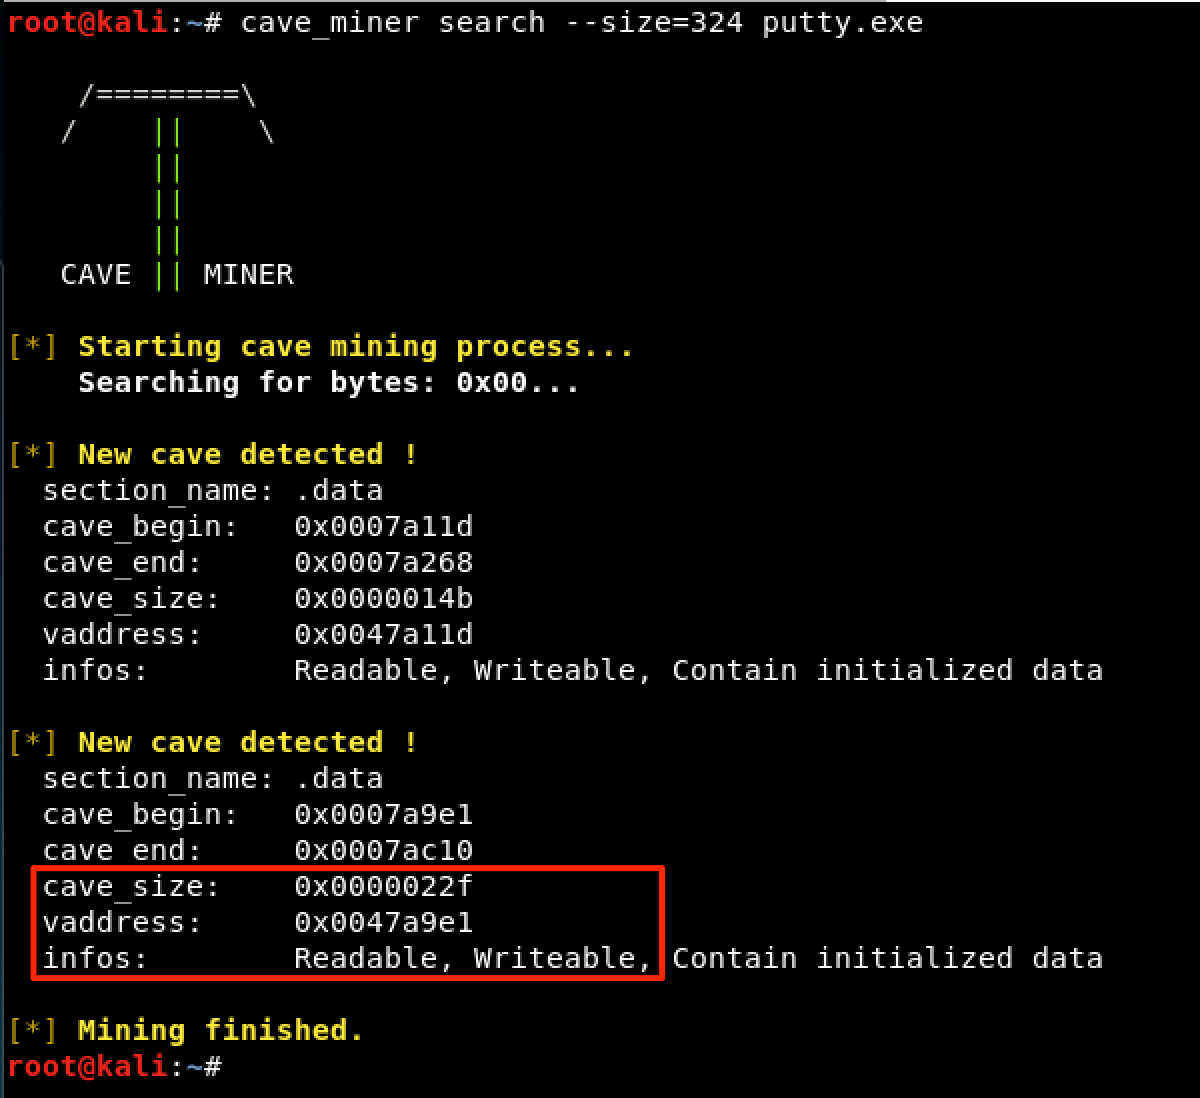 root@kali:~# cave_miner search --size=324 putty.exe
/========\
/    ||    \
||
||
||
CAVE || MINER
[*] Starting cave mining process...
Searching for bytes: 0x00...
[*] New cave detected !
section_name: .data
cave_begin:   0x0007a11d
cave_end:     0x0007a268
cave_size:    0x0000014b
vaddress:     0x0047a11d
infos:        Readable, Writeable, Contain initialized data
[*] New cave detected !
section_name: .data
cave_begin:   0x0007a9e1
cave_end:     0x0007ac10
cave_size:    0x0000022f
vaddress:     0x0047a9e1
infos:        Readable, Writeable, Contain initialized data
[*] Mining finished.
root@kali:~#